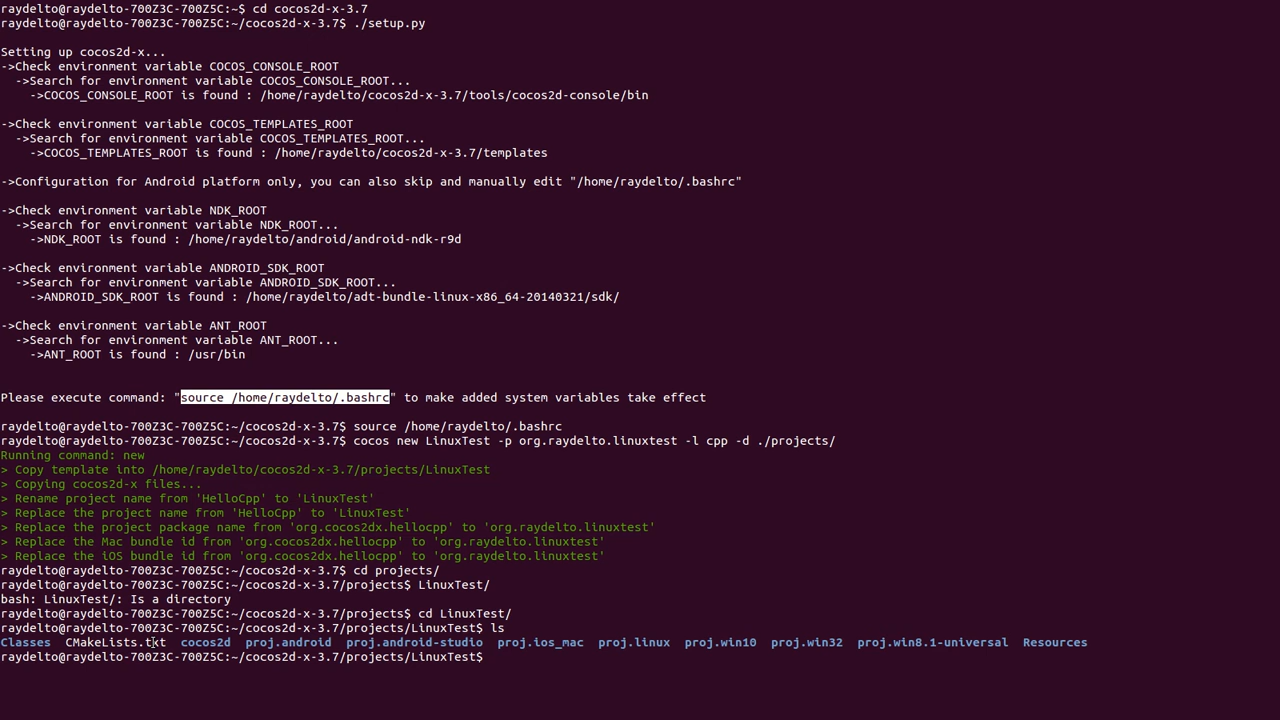 raydelto@raydelto-700Z3C-700Z5C:~$ cd cocos2d-x-3.7
raydelto@raydelto-700Z3C-700Z5C:~/cocos2d-x-3.7$ ./setup.py
Setting up cocos2d-x...
->Check environment variable COCOS_CONSOLE_ROOT
  ->Search for environment variable COCOS_CONSOLE_ROOT...
    ->COCOS_CONSOLE_ROOT is found : /home/raydelto/cocos2d-x-3.7/tools/cocos2d-console/bin
->Check environment variable COCOS_TEMPLATES_ROOT
  ->Search for environment variable COCOS_TEMPLATES_ROOT...
    ->COCOS_TEMPLATES_ROOT is found : /home/raydelto/cocos2d-x-3.7/templates
->Configuration for Android platform only, you can also skip and manually edit "/home/raydelto/.bashrc"
->Check environment variable NDK_ROOT
  ->Search for environment variable NDK_ROOT...
    ->NDK_ROOT is found : /home/raydelto/android/android-ndk-r9d
->Check environment variable ANDROID_SDK_ROOT
  ->Search for environment variable ANDROID_SDK_ROOT...
    ->ANDROID_SDK_ROOT is found : /home/raydelto/adt-bundle-linux-x86_64-20140321/sdk/
->Check environment variable ANT_ROOT
  ->Search for environment variable ANT_ROOT...
    ->ANT_ROOT is found : /usr/bin
Please execute command: "source /home/raydelto/.bashrc" to make added system variables take effect
raydelto@raydelto-700Z3C-700Z5C:~/cocos2d-x-3.7$ source /home/raydelto/.bashrc
raydelto@raydelto-700Z3C-700Z5C:~/cocos2d-x-3.7$ cocos new LinuxTest -p org.raydelto.linuxtest -l cpp -d ./projects/
Running command: new
> Copy template into /home/raydelto/cocos2d-x-3.7/projects/LinuxTest
> Copying cocos2d-x files...
> Rename project name from 'HelloCpp' to 'LinuxTest'
> Replace the project name from 'HelloCpp' to 'LinuxTest'
> Replace the project package name from 'org.cocos2dx.hellocpp' to 'org.raydelto.linuxtest'
> Replace the Mac bundle id from 'org.cocos2dx.hellocpp' to 'org.raydelto.linuxtest'
> Replace the iOS bundle id from 'org.cocos2dx.hellocpp' to 'org.raydelto.linuxtest'
raydelto@raydelto-700Z3C-700Z5C:~/cocos2d-x-3.7$ cd projects/
raydelto@raydelto-700Z3C-700Z5C:~/cocos2d-x-3.7/projects$ LinuxTest/
bash: LinuxTest/: Is a directory
raydelto@raydelto-700Z3C-700Z5C:~/cocos2d-x-3.7/projects$ cd LinuxTest/
raydelto@raydelto-700Z3C-700Z5C:~/cocos2d-x-3.7/projects/LinuxTest$ ls
Classes  CMakeLists.txt  cocos2d  proj.android  proj.android-studio  proj.ios_mac  proj.linux  proj.win10  proj.win32  proj.win8.1-universal  Resources
raydelto@raydelto-700Z3C-700Z5C:~/cocos2d-x-3.7/projects/LinuxTest$